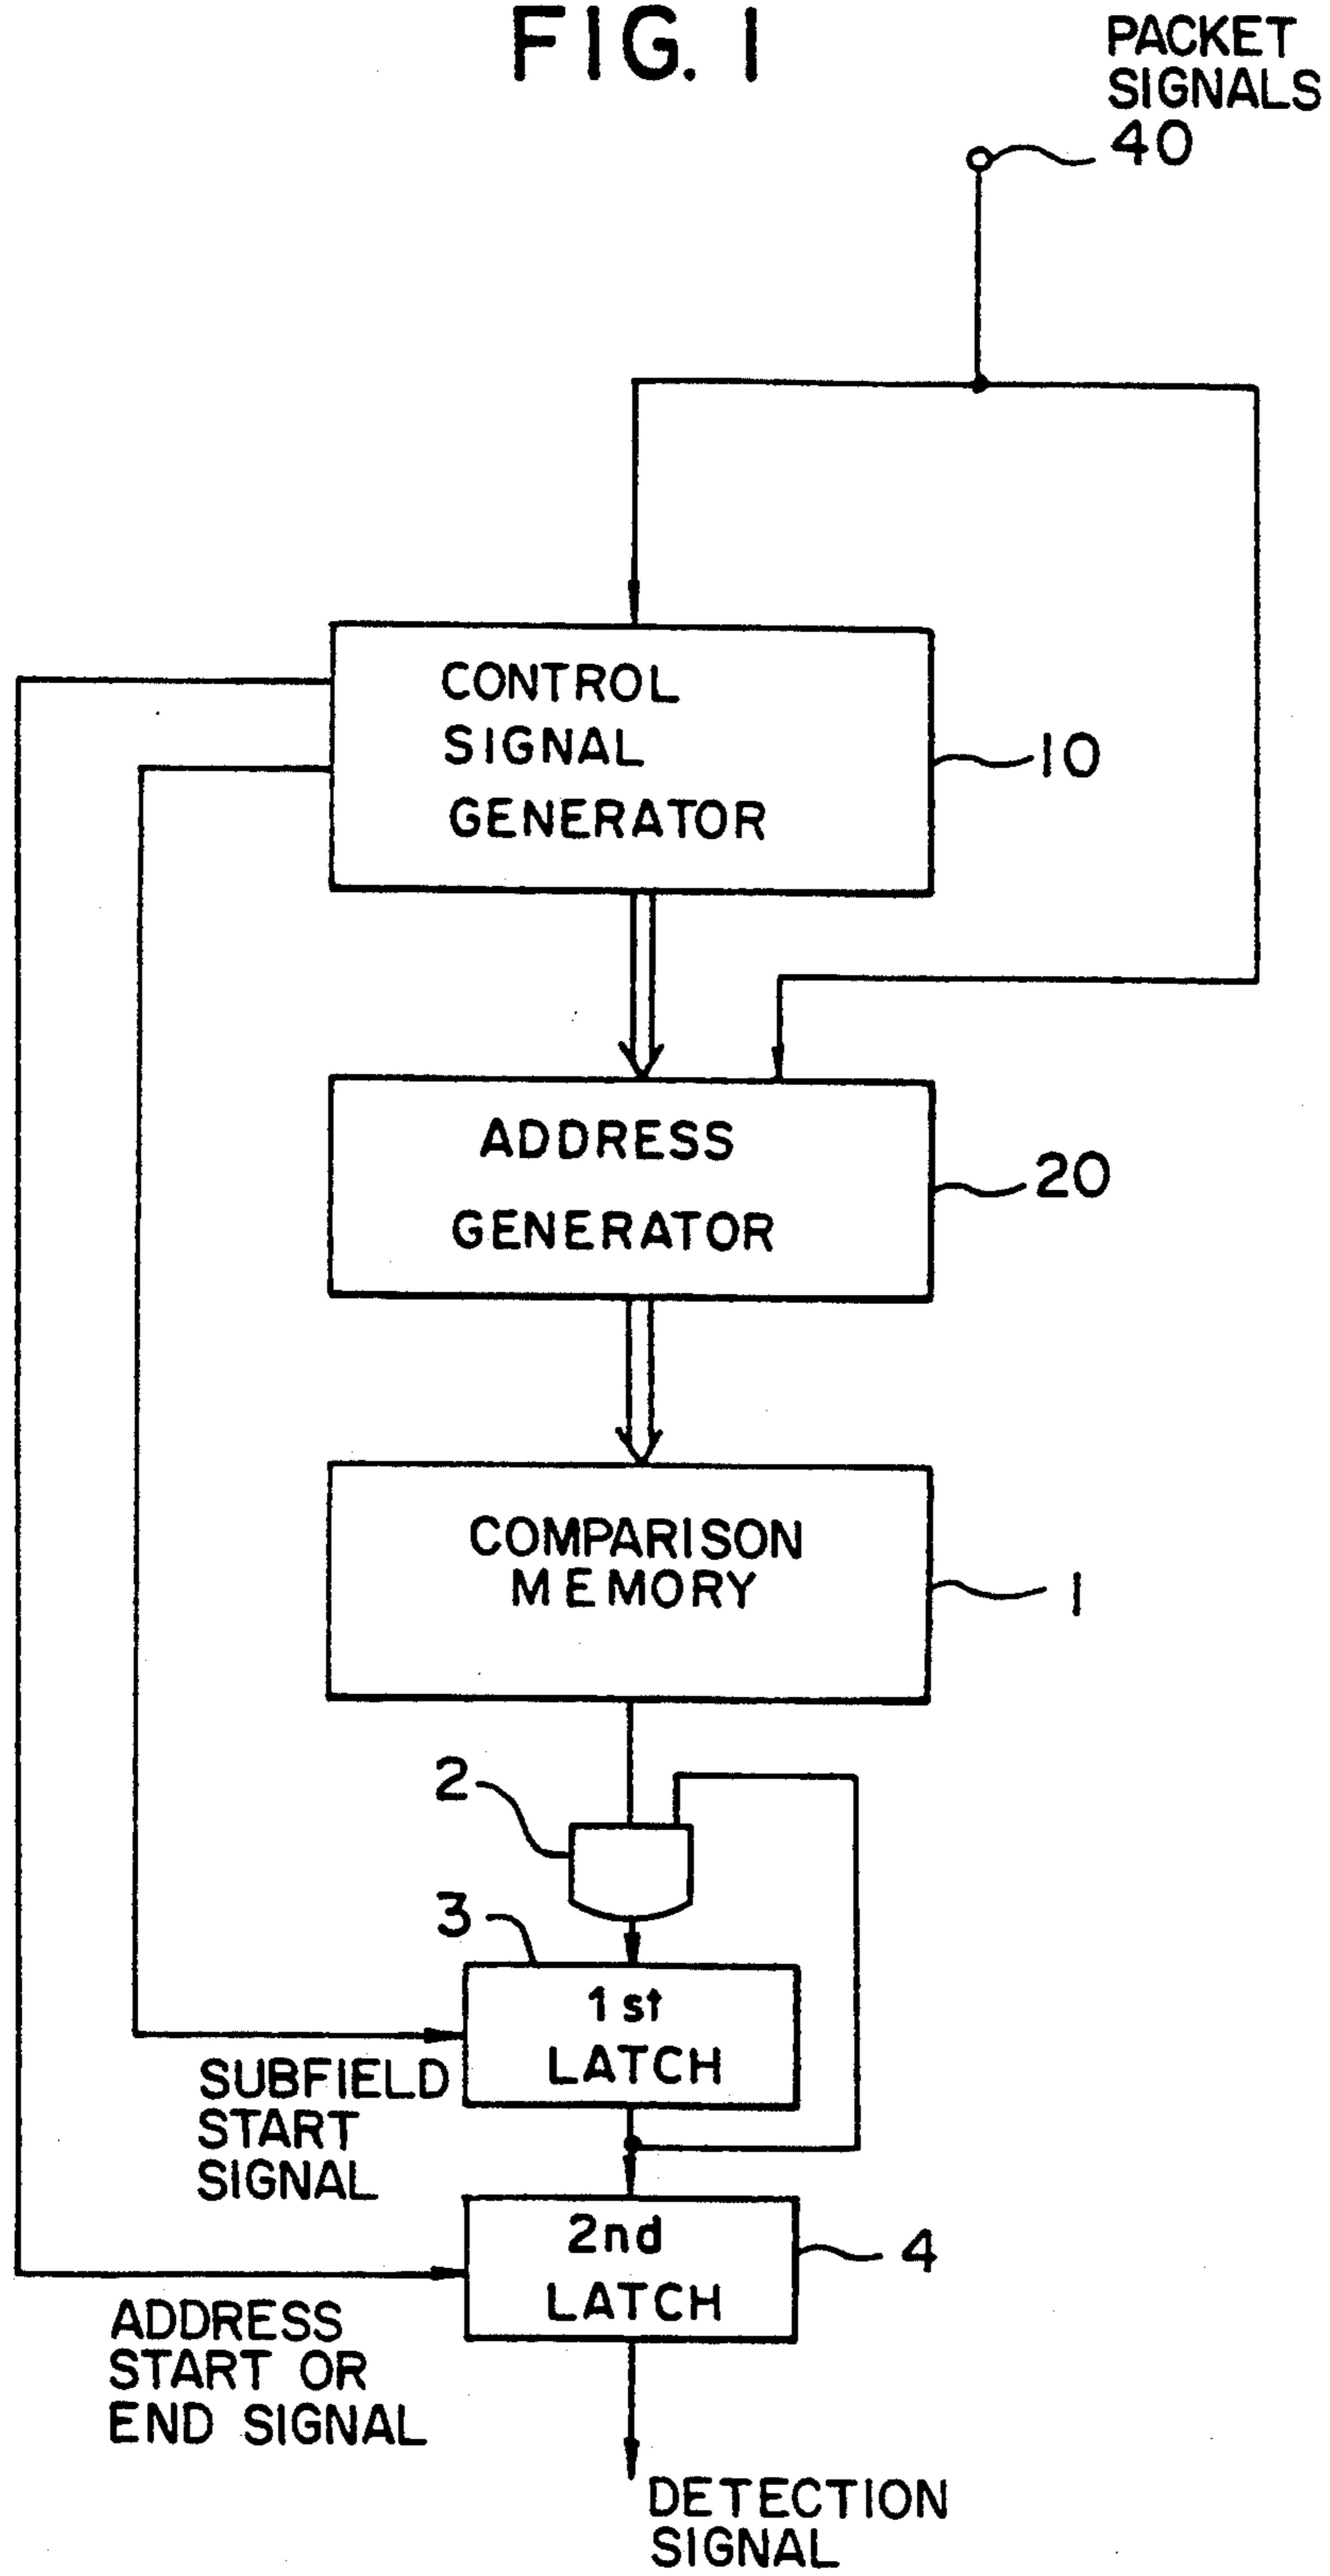 FIG. 1
PACKET
SIGNALS
40
CONTROL
SIGNAL
GENERATOR
10
ADDRESS
GENERATOR
20
COMPARISON
MEMORY
1
2
3
1st
LATCH
SUBFIELD
START
SIGNAL
2nd
LATCH
4
ADDRESS
START OR
END SIGNAL
DETECTION
SIGNAL